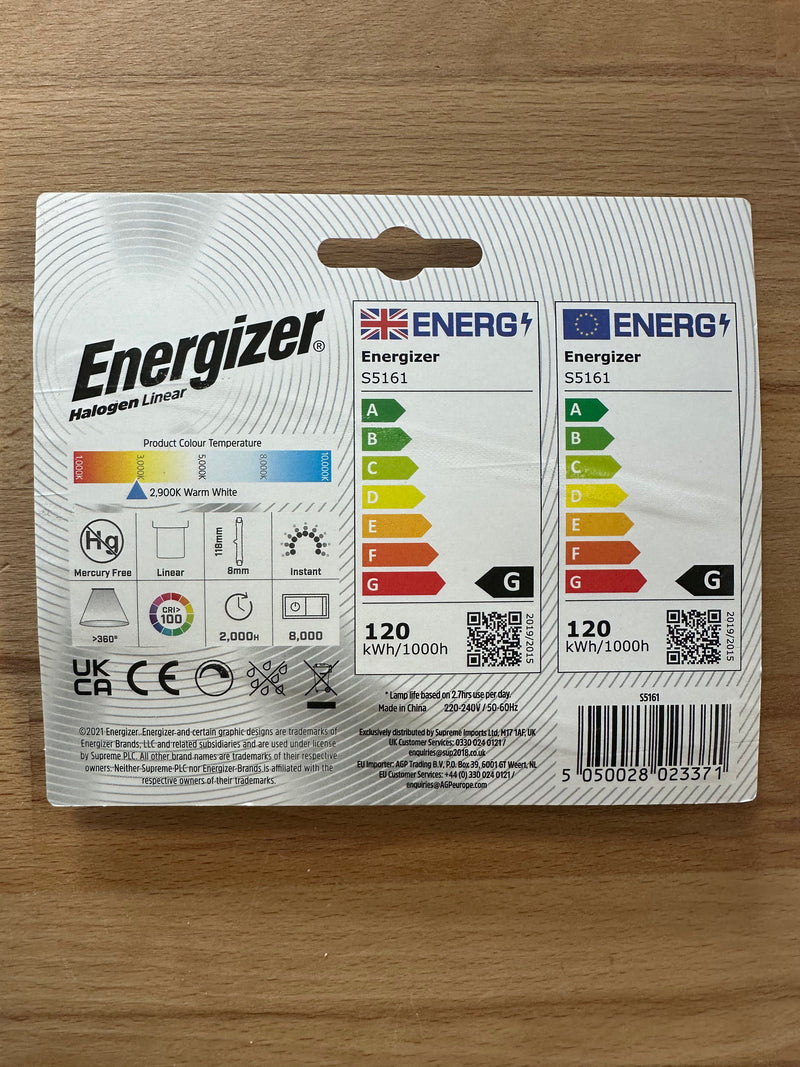 Energizer®
Halogen Linear
Product Colour Temperature
1,000K
3,000K
5,000K
8,000K
10,000K
2,900K Warm White
Hg
Mercury Free
Linear
118mm
8mm
Instant
>360°
CRI>
100
2,000H
8,000
UK
CA
CE
©2021 Energizer. Energizer and certain graphic designs are trademarks of
Energizer Brands, LLC and related subsidiaries and are used under license
by Supreme PLC. All other brand names are trademarks of their respective
owners. Neither Supreme PLC nor Energizer Brands is affiliated with the
respective owners of their trademarks.
ENERG
Energizer
S5161
A
B
C
D
E
F
G
G
120
kWh/1000h
2019/2015
ENERG
Energizer
S5161
A
B
C
D
E
F
G
G
120
kWh/1000h
2019/2015
* Lamp life based on 2.7hrs use per day.
Made in China 220-240V / 50-60Hz
Exclusively distributed by Supreme Imports Ltd, M17 1AF, UK
UK Customer Services: 0330 024 0121 /
enquiries@sup2018.co.uk
EU Importer: AGP Trading B.V, P.O. Box 39, 6001 GT Weert, NL
EU Customer Services: +44 (0) 330 024 0121 /
enquiries@AGPeurope.com
S5161
5 050028 023371